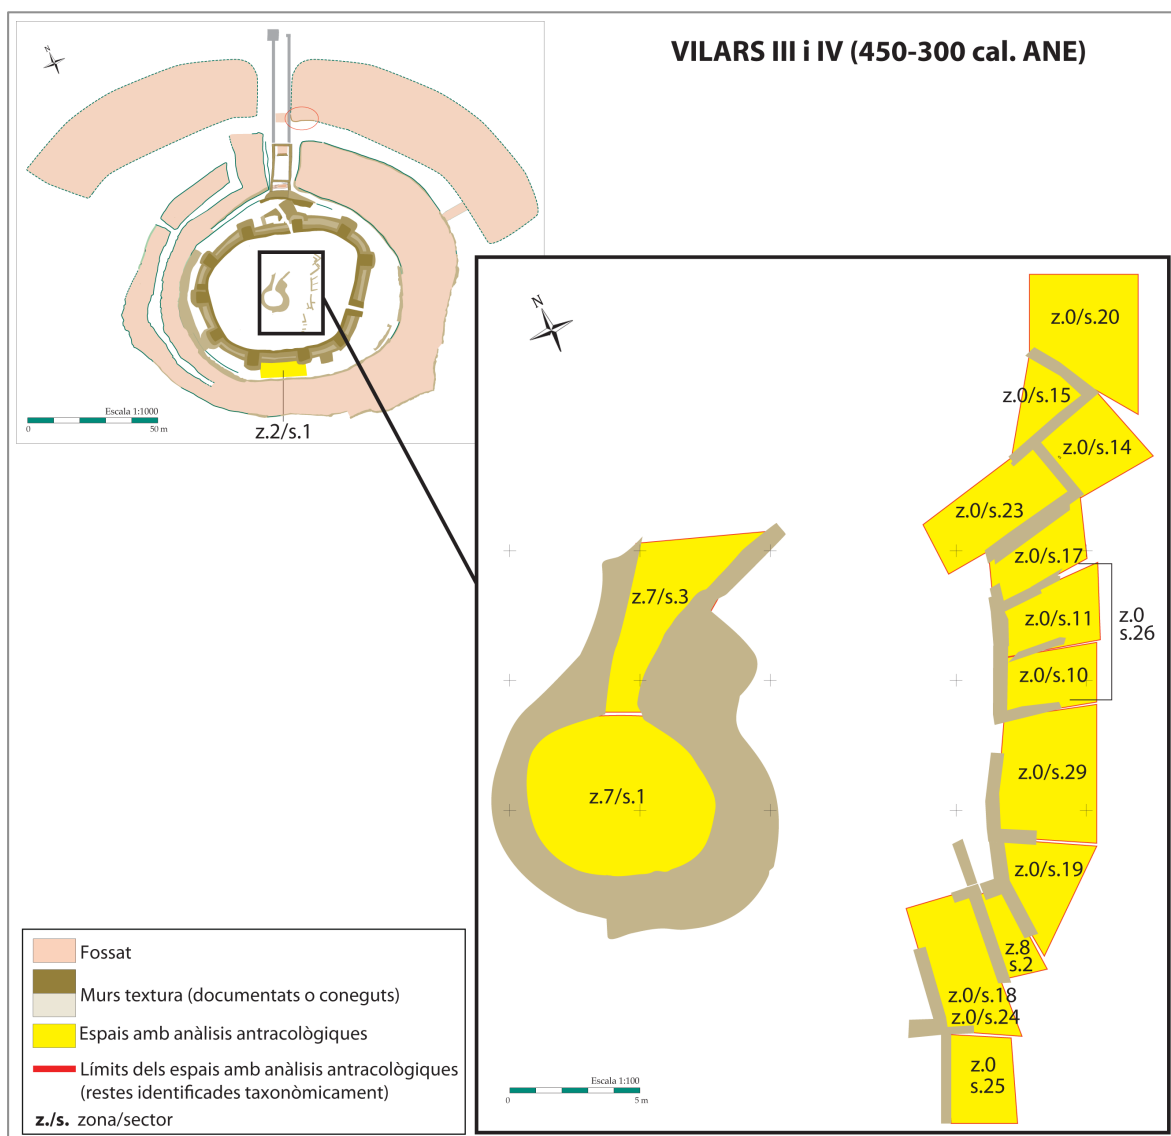 VILARS III i IV (450-300 cal. ANE)
N
Escala 1:1000
0 50 m
z.2/s.1
N
z.0/s.20
z.0/s.15
z.0/s.14
z.0/s.23
z.0/s.17
z.7/s.3
z.0/s.11
z.0
s.26
z.0/s.10
z.0/s.29
z.7/s.1
z.0/s.19
z.8
s.2
z.0/s.18
z.0/s.24
z.0
s.25
Escala 1:100
0 5 m
Fossat
Murs textura (documentats o coneguts)
Espais amb anàlisis antracològiques
Límits dels espais amb anàlisis antracològiques
(restes identificades taxonòmicament)
z./s. zona/sector